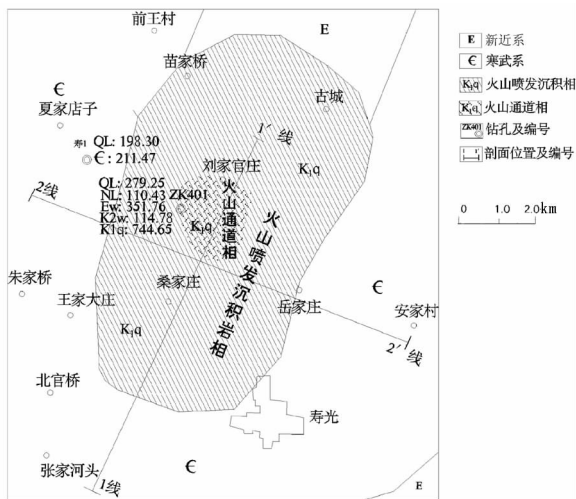 前王村
E
苗家桥
Є
古城
夏家店子
1′线
寿1 QL: 198.30
Є: 211.47
刘家官庄
K₁q
QL: 279.25
NL: 110.43 ZK401
Ew: 351.76
K2w: 114.78
K1q: 744.65
2线
K₁q
火山通道相
火山喷发沉积岩相
朱家桥
桑家庄
岳家庄
Є
王家大庄
安家村
K₁q
2′线
北官桥
寿光
张家河头
1线
Є
E
E 新近系
Є 寒武系
K₁q 火山喷发沉积相
K₁q 火山通道相
ZK401 钻孔及编号
剖面位置及编号
0 1.0 2.0km